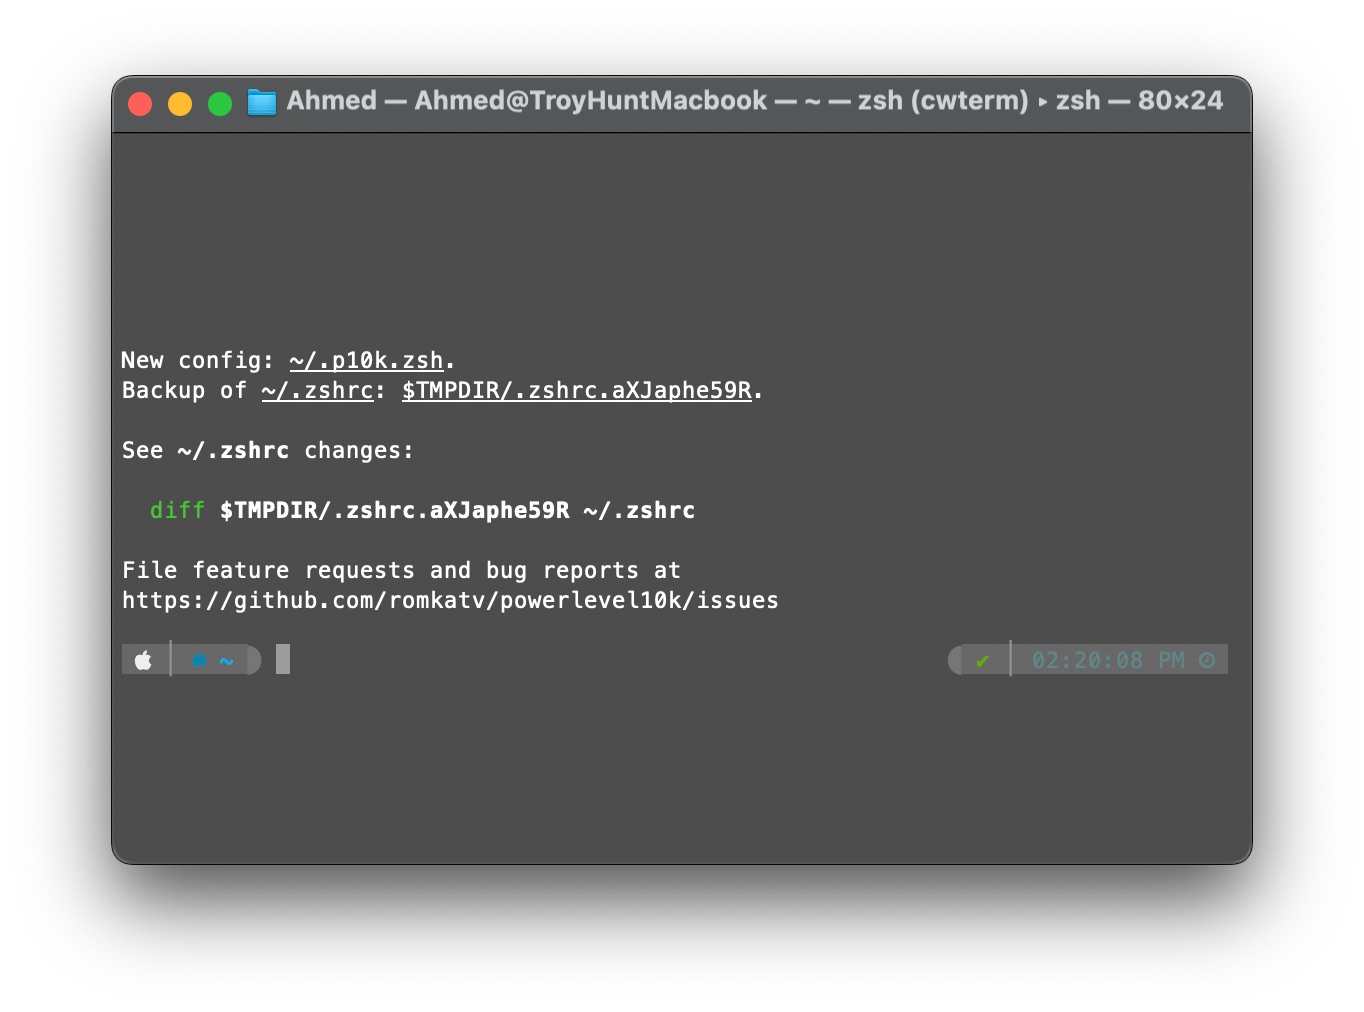 Ahmed — Ahmed@TroyHuntMacbook — ~ — zsh (cwterm) ▸ zsh — 80×24
New config: ~/.p10k.zsh.
Backup of ~/.zshrc: $TMPDIR/.zshrc.aXJaphe59R.
See ~/.zshrc changes:
diff $TMPDIR/.zshrc.aXJaphe59R ~/.zshrc
File feature requests and bug reports at
https://github.com/romkatv/powerlevel10k/issues
~ ✔ 02:20:08 PM